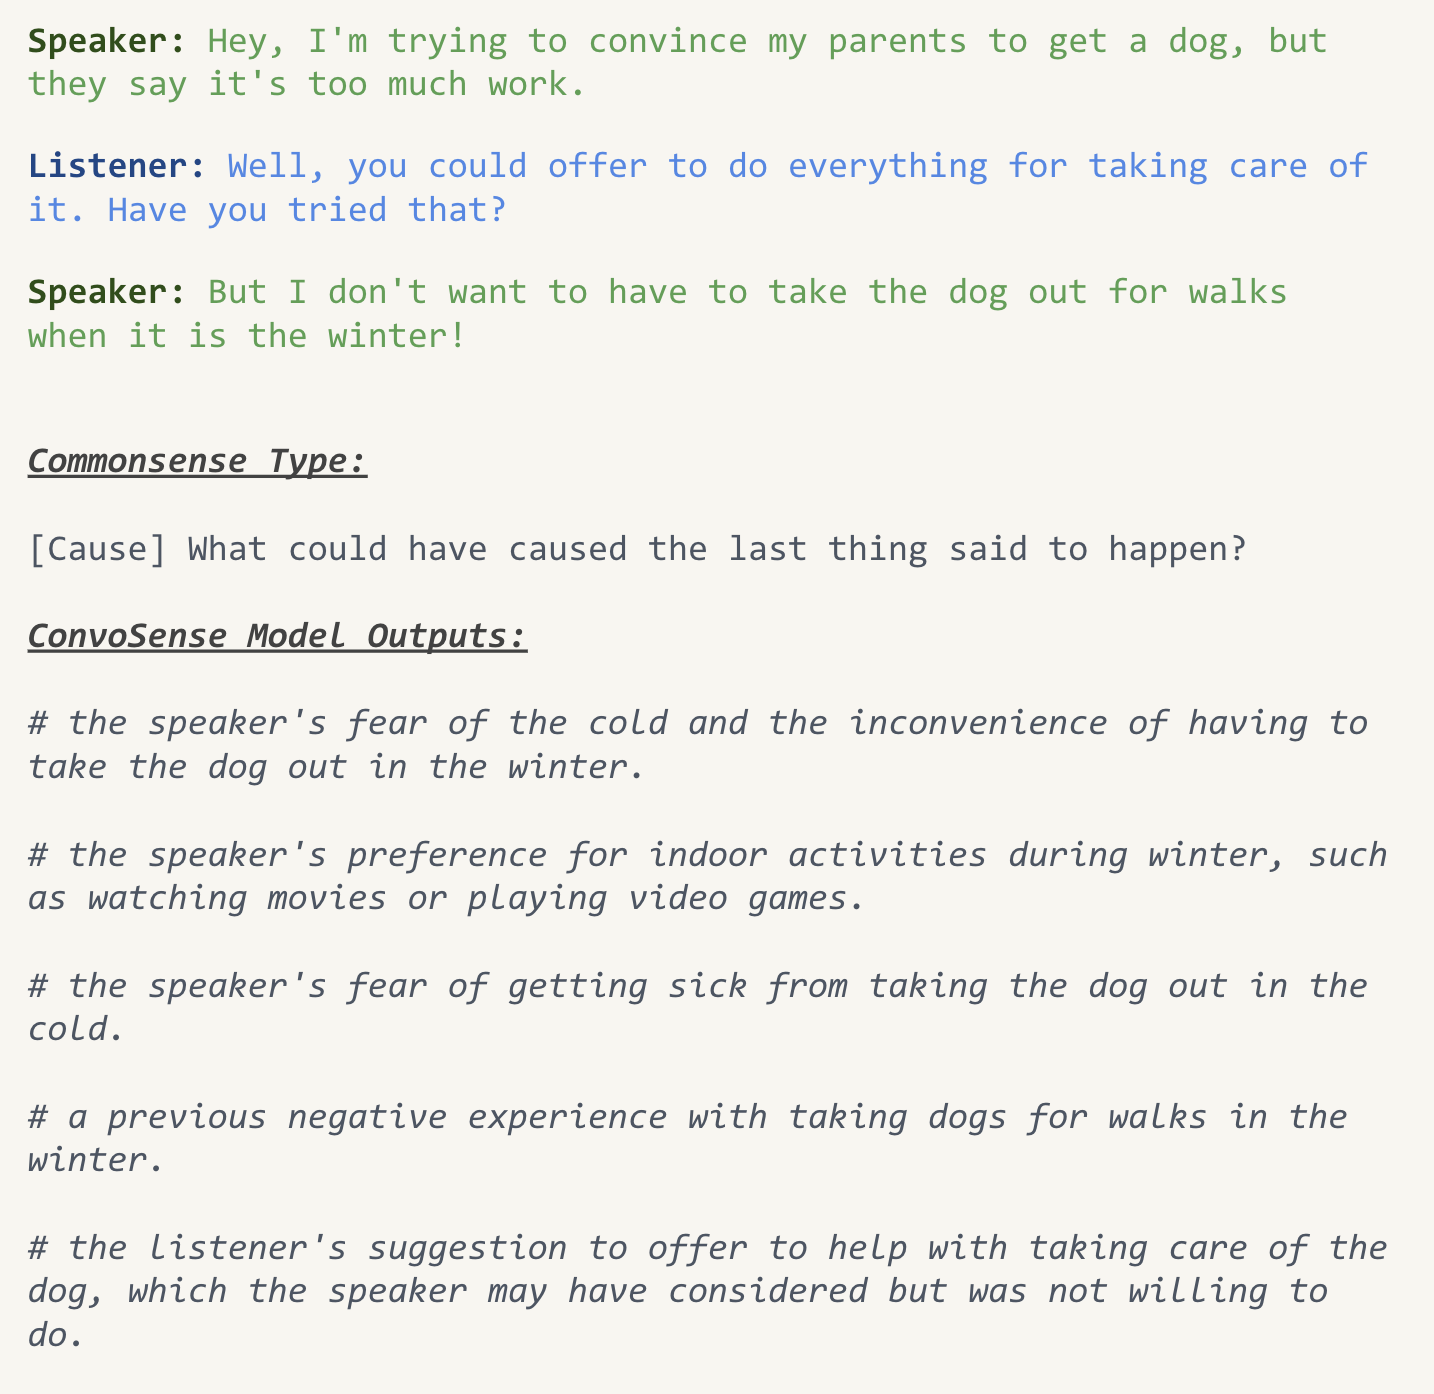 Speaker: Hey, I'm trying to convince my parents to get a dog, but
they say it's too much work.
Listener: Well, you could offer to do everything for taking care of
it. Have you tried that?
Speaker: But I don't want to have to take the dog out for walks
when it is the winter!
Commonsense Type:
[Cause] What could have caused the last thing said to happen?
ConvoSense Model Outputs:
# the speaker's fear of the cold and the inconvenience of having to
take the dog out in the winter.
# the speaker's preference for indoor activities during winter, such
as watching movies or playing video games.
# the speaker's fear of getting sick from taking the dog out in the
cold.
# a previous negative experience with taking dogs for walks in the
winter.
# the listener's suggestion to offer to help with taking care of the
dog, which the speaker may have considered but was not willing to
do.